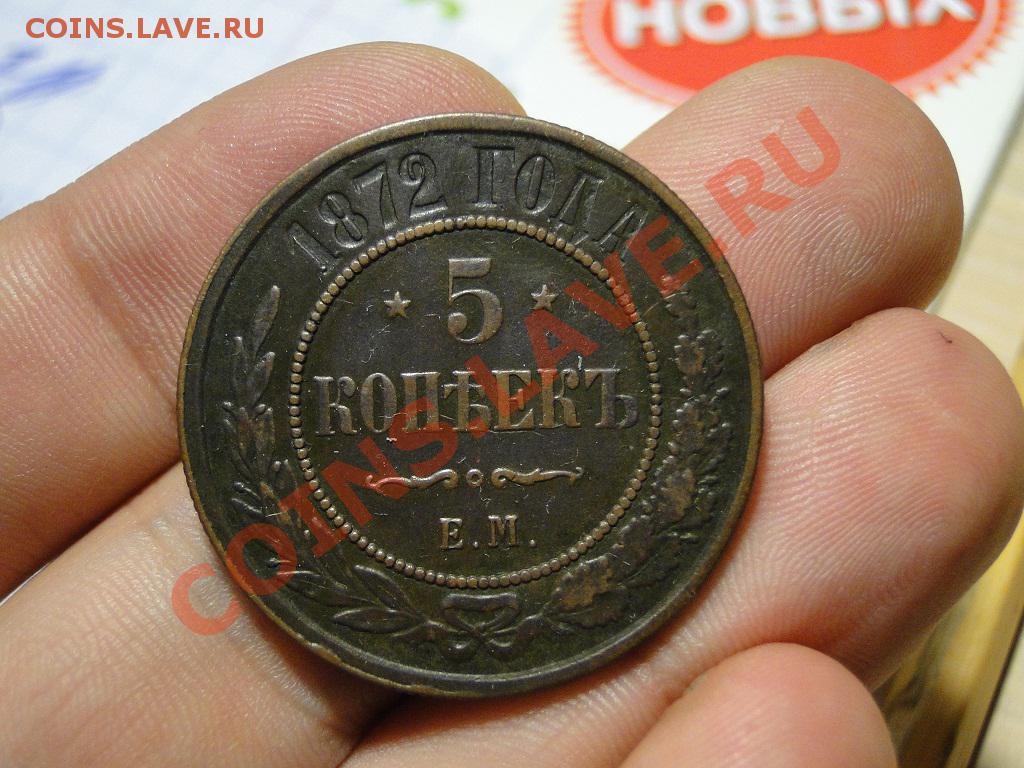 COINS.LAVE.RU
НОВЫХ
1872 ГОДА
5
КОПѢЕКЪ
Е.М.
COINS.LAVE.RU